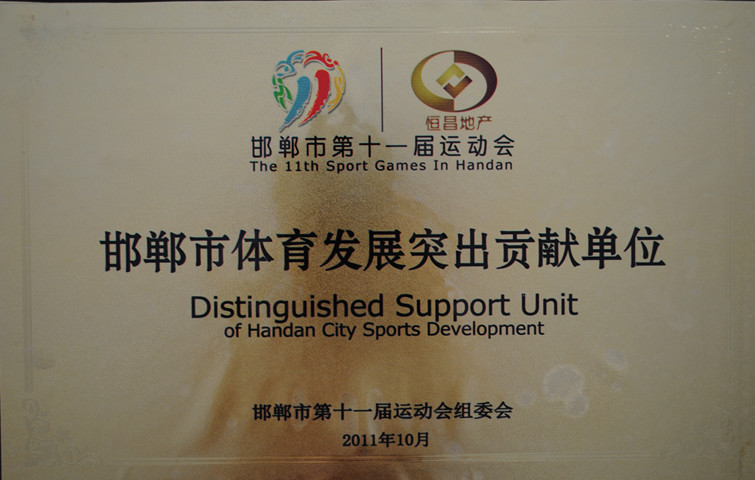 恒昌地产
邯郸市第十一届运动会
The 11th Sport Games In Handan
邯郸市体育发展突出贡献单位
Distinguished Support Unit
of Handan City Sports Development
邯郸市第十一届运动会组委会
2011年10月